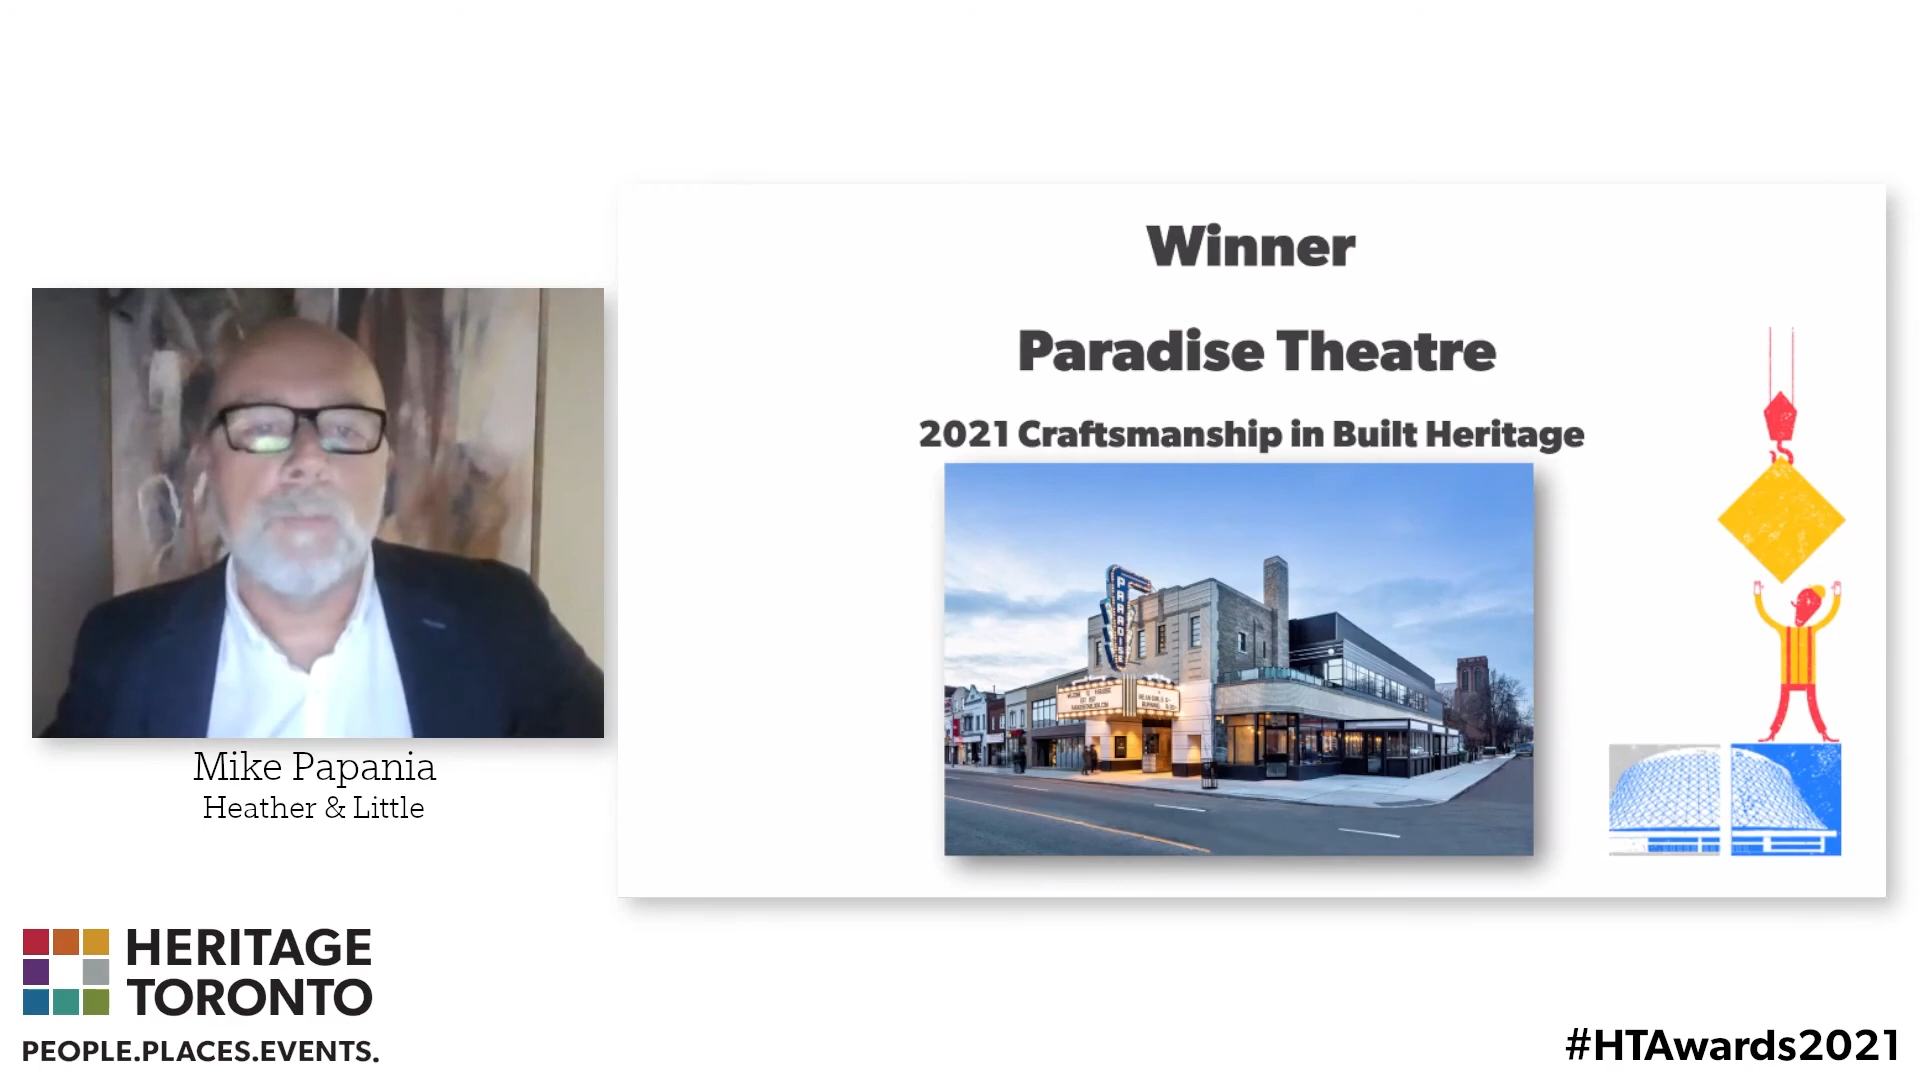 Winner
Paradise Theatre
2021 Craftsmanship in Built Heritage
PARADISE
Mike Papania
Heather & Little
HERITAGE
TORONTO
PEOPLE.PLACES.EVENTS.
#HTAwards2021